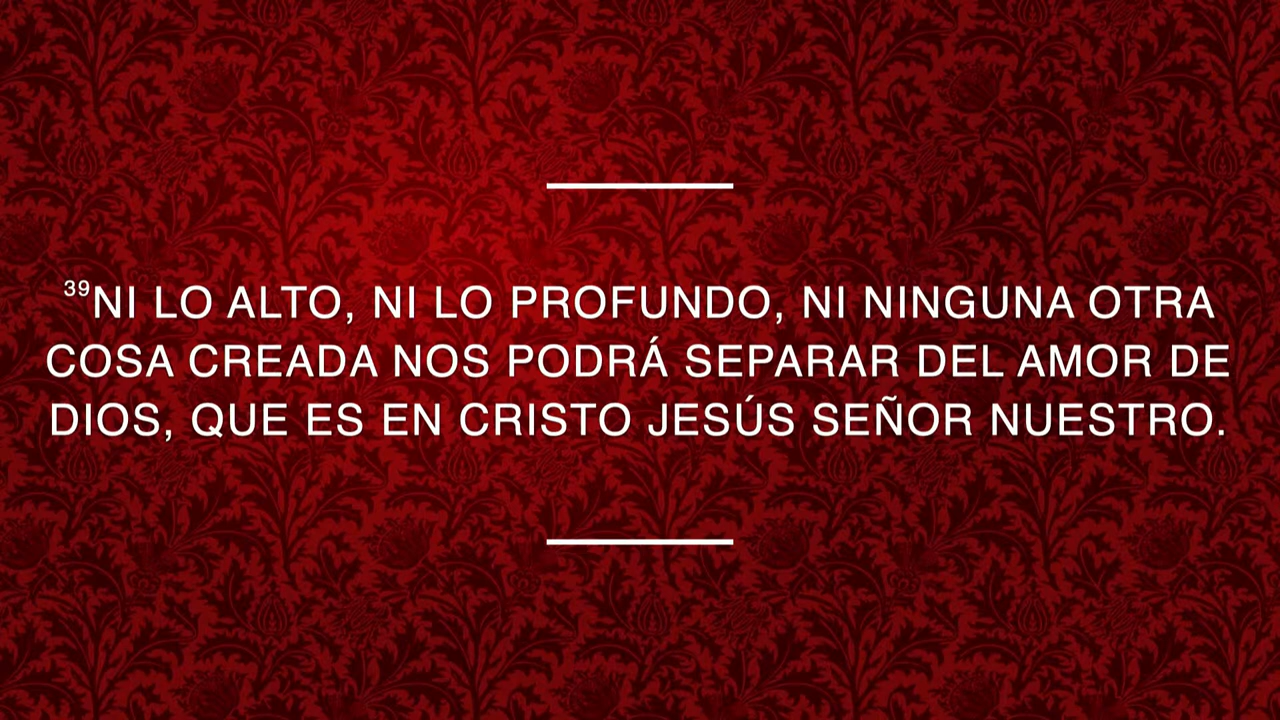 ³⁹NI LO ALTO, NI LO PROFUNDO, NI NINGUNA OTRA
COSA CREADA NOS PODRÁ SEPARAR DEL AMOR DE
DIOS, QUE ES EN CRISTO JESÚS SEÑOR NUESTRO.